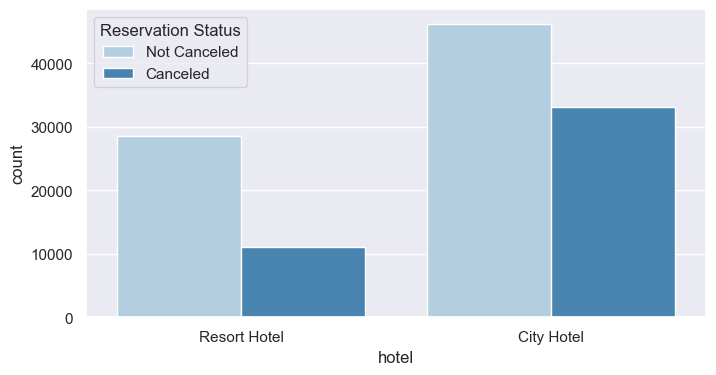 Reservation Status
Not Canceled
Canceled
count
40000
30000
20000
10000
0
Resort Hotel
City Hotel
hotel